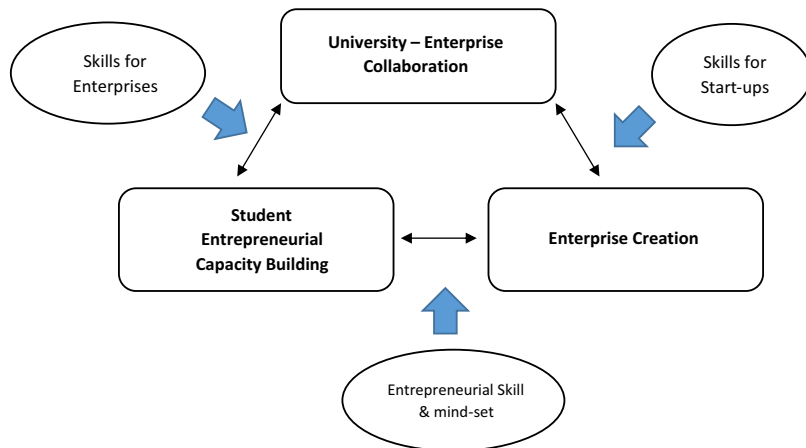 University – Enterprise
Collaboration
Skills for
Enterprises
Skills for
Start-ups
Student
Entrepreneurial
Capacity Building
Enterprise Creation
Entrepreneurial Skill
& mind-set